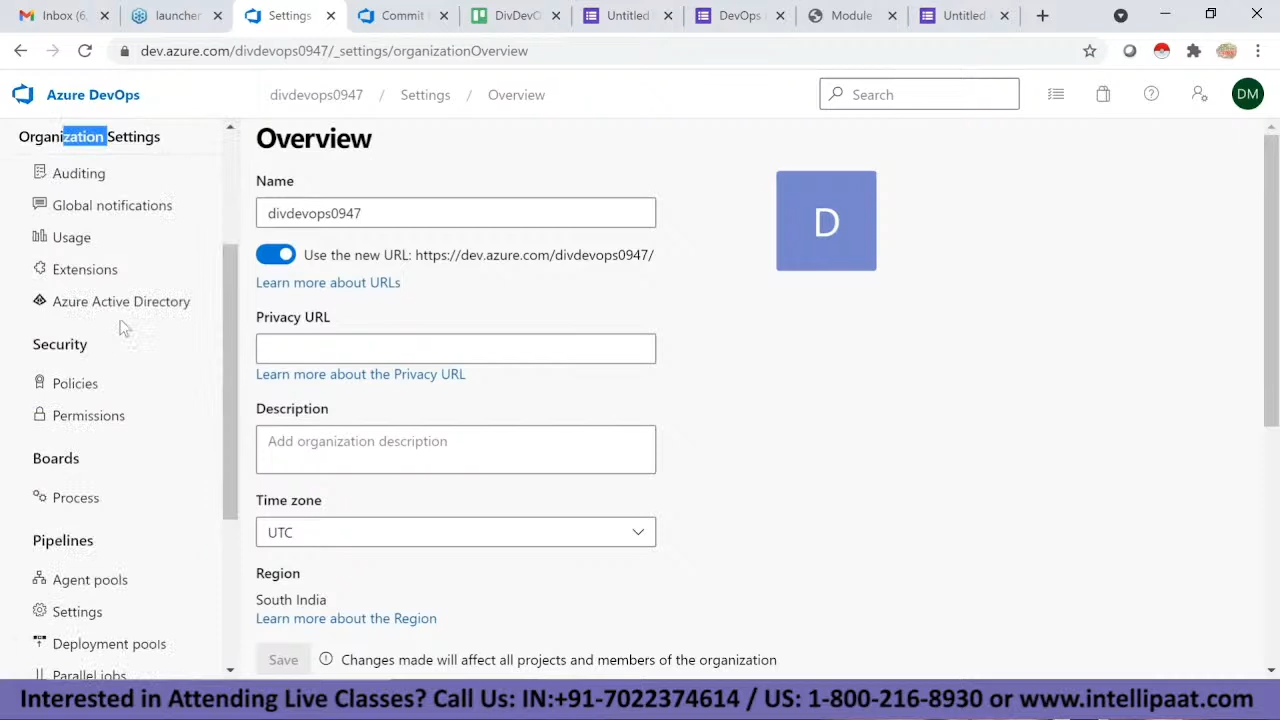 Inbox (6,
launcher
Settings
Commit
DivDevO
Untitled
DevOps
Module
Untitled
dev.azure.com/divdevops0947/_settings/organizationOverview
Azure DevOps
divdevops0947 / Settings / Overview
Search
DM
Organization Settings
Auditing
Global notifications
Usage
Extensions
Azure Active Directory
Security
Policies
Permissions
Boards
Process
Pipelines
Agent pools
Settings
Deployment pools
Parallel jobs
Overview
Name
divdevops0947
Use the new URL: https://dev.azure.com/divdevops0947/
Learn more about URLs
Privacy URL
Learn more about the Privacy URL
Description
Add organization description
Time zone
UTC
Region
South India
Learn more about the Region
Save
Changes made will affect all projects and members of the organization
D
Interested in Attending Live Classes? Call Us: IN:+91-7022374614 / US: 1-800-216-8930 or www.intellipaat.com